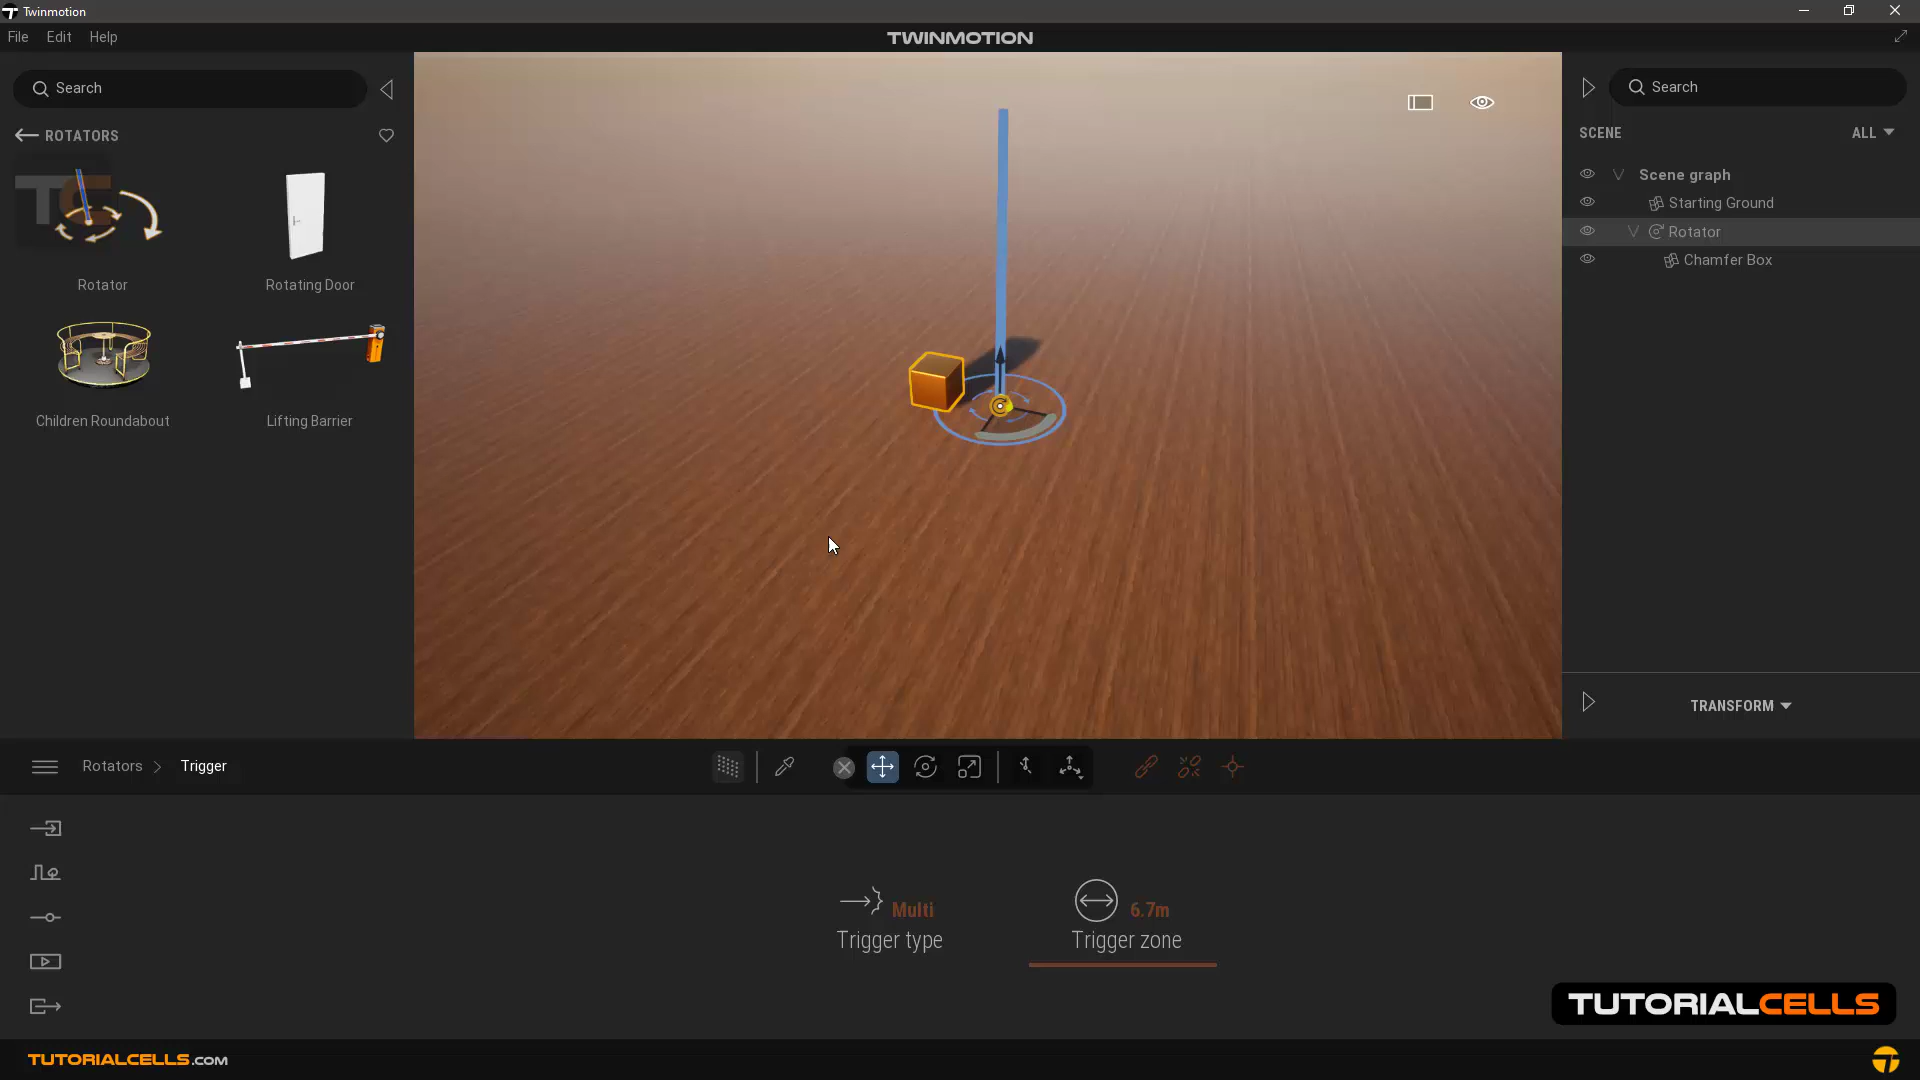 Twinmotion
File Edit Help
TWINMOTION
Search
ROTATORS
TC
Rotator
Rotating Door
Children Roundabout
Lifting Barrier
Search
SCENE
ALL
Scene graph
Starting Ground
Rotator
Chamfer Box
TRANSFORM
Rotators > Trigger
Multi
Trigger type
6.7m
Trigger zone
TUTORIALCELLS
TUTORIALCELLS.COM